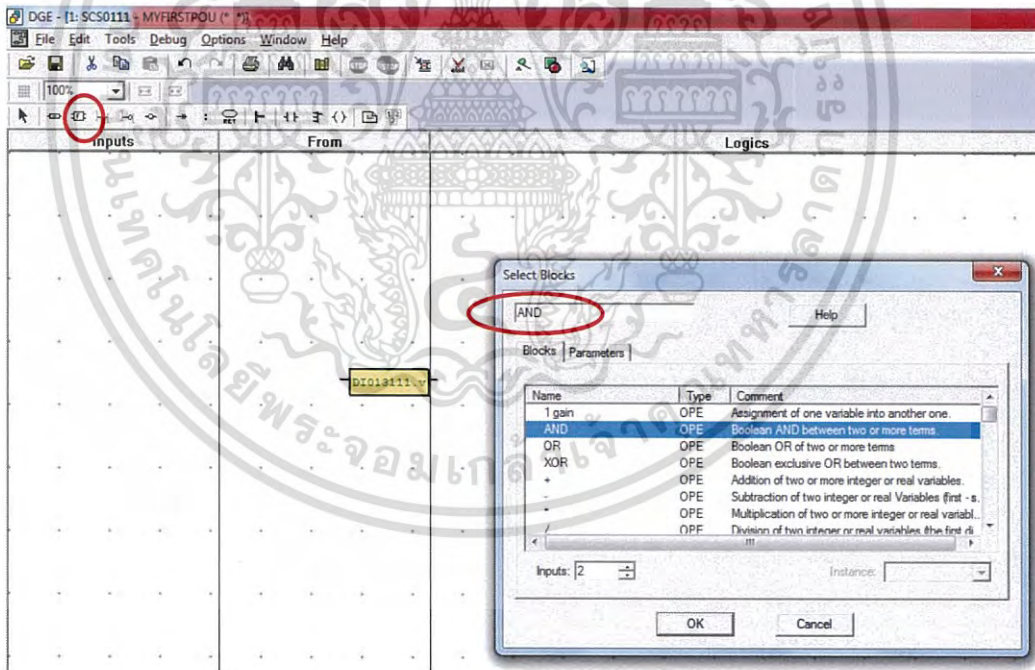 DGE - [1: SCS0111 - MYFIRSTPOU (* *)]
File Edit Tools Debug Options Window Help
100%
RET
Inputs From Logics
DI013111.v
Select Blocks
AND
Help
Blocks Parameters
Name Type Comment
1 gain OPE Assignment of one variable into another one.
AND OPE Boolean AND between two or more terms.
OR OPE Boolean OR of two or more terms
XOR OPE Boolean exclusive OR between two terms.
+ OPE Addition of two or more integer or real variables.
- OPE Subtraction of two integer or real Variables (first - s.
* OPE Multiplication of two or more integer or real variabl..
/ OPE Division of two integer or real variables (the first di
Inputs: 2 Instance:
OK Cancel